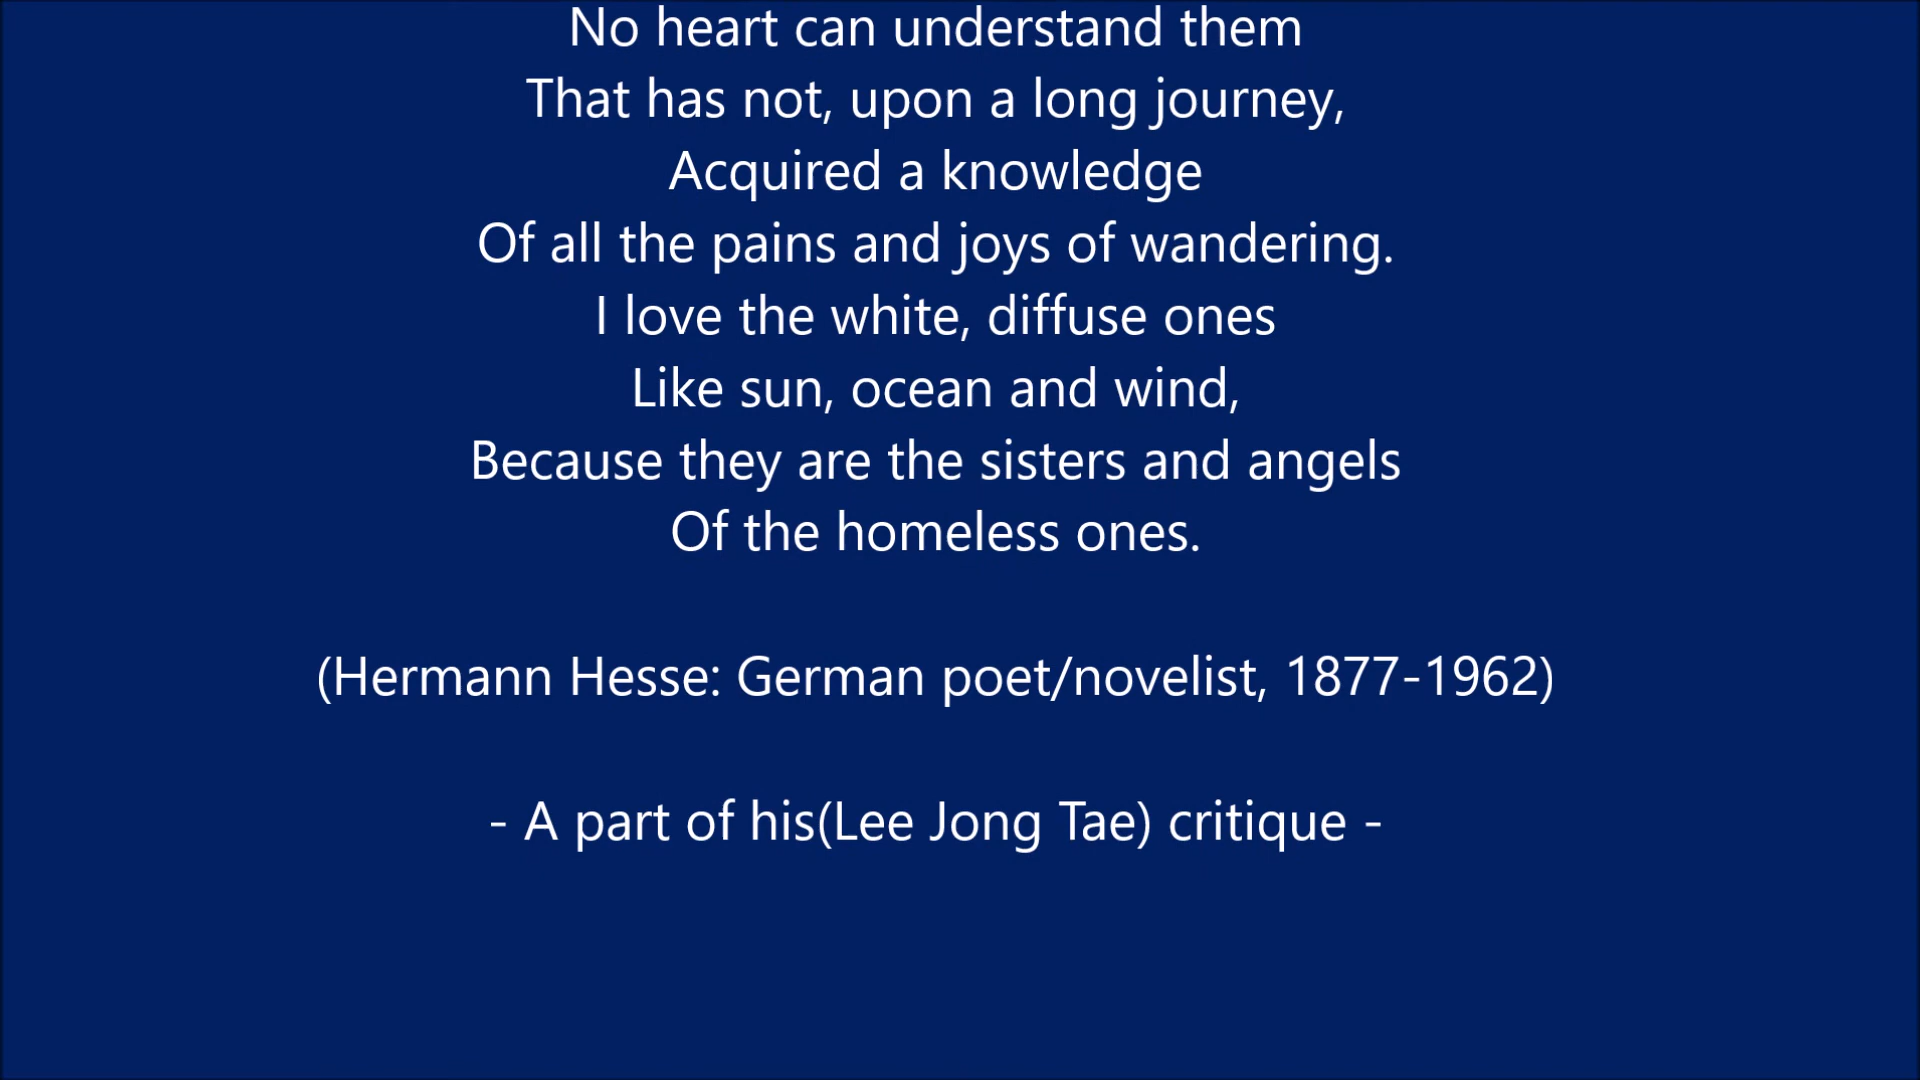 No heart can understand them
That has not, upon a long journey,
Acquired a knowledge
Of all the pains and joys of wandering.
I love the white, diffuse ones
Like sun, ocean and wind,
Because they are the sisters and angels
Of the homeless ones.
(Hermann Hesse: German poet/novelist, 1877-1962)
- A part of his(Lee Jong Tae) critique -